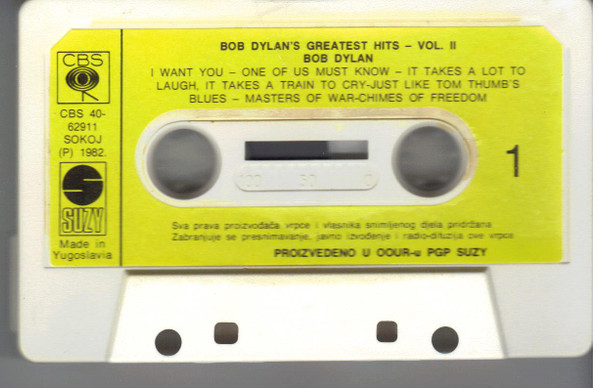 BOB DYLAN'S GREATEST HITS – VOL. II
BOB DYLAN
I WANT YOU – ONE OF US MUST KNOW – IT TAKES A LOT TO
LAUGH, IT TAKES A TRAIN TO CRY-JUST LIKE TOM THUMB'S
BLUES – MASTERS OF WAR-CHIMES OF FREEDOM
CBS
CBS 40-
62911
SOKOJ
(P) 1982.
SUZY
Made in
Yugoslavia
100 50 0
1
Sva prava proizvođača vrpce i vlasnika snimljenog djela pridržana
Zabranjuje se presnimavanje, javno izvođenje i radio-difuzija ove vrpce
PROIZVEDENO U OOUR-u PGP SUZY